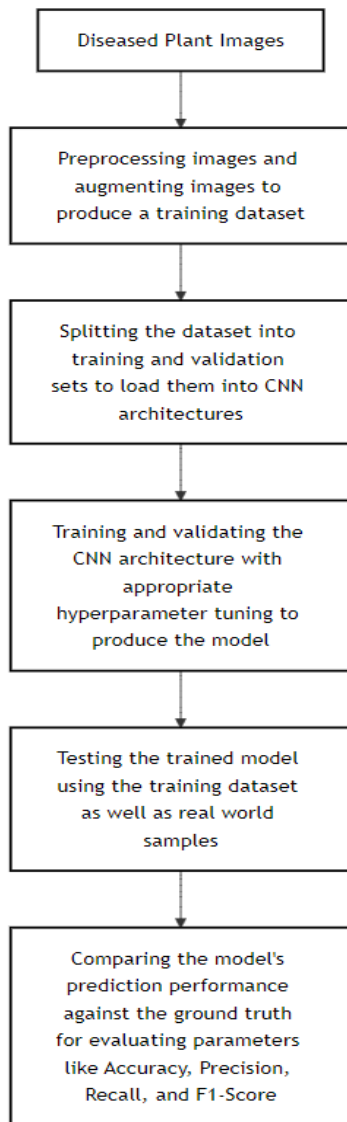 Diseased Plant Images
Preprocessing images and
augmenting images to
produce a training dataset
Splitting the dataset into
training and validation
sets to load them into CNN
architectures
Training and validating the
CNN architecture with
appropriate
hyperparameter tuning to
produce the model
Testing the trained model
using the training dataset
as well as real world
samples
Comparing the model's
prediction performance
against the ground truth
for evaluating parameters
like Accuracy, Precision,
Recall, and F1-Score